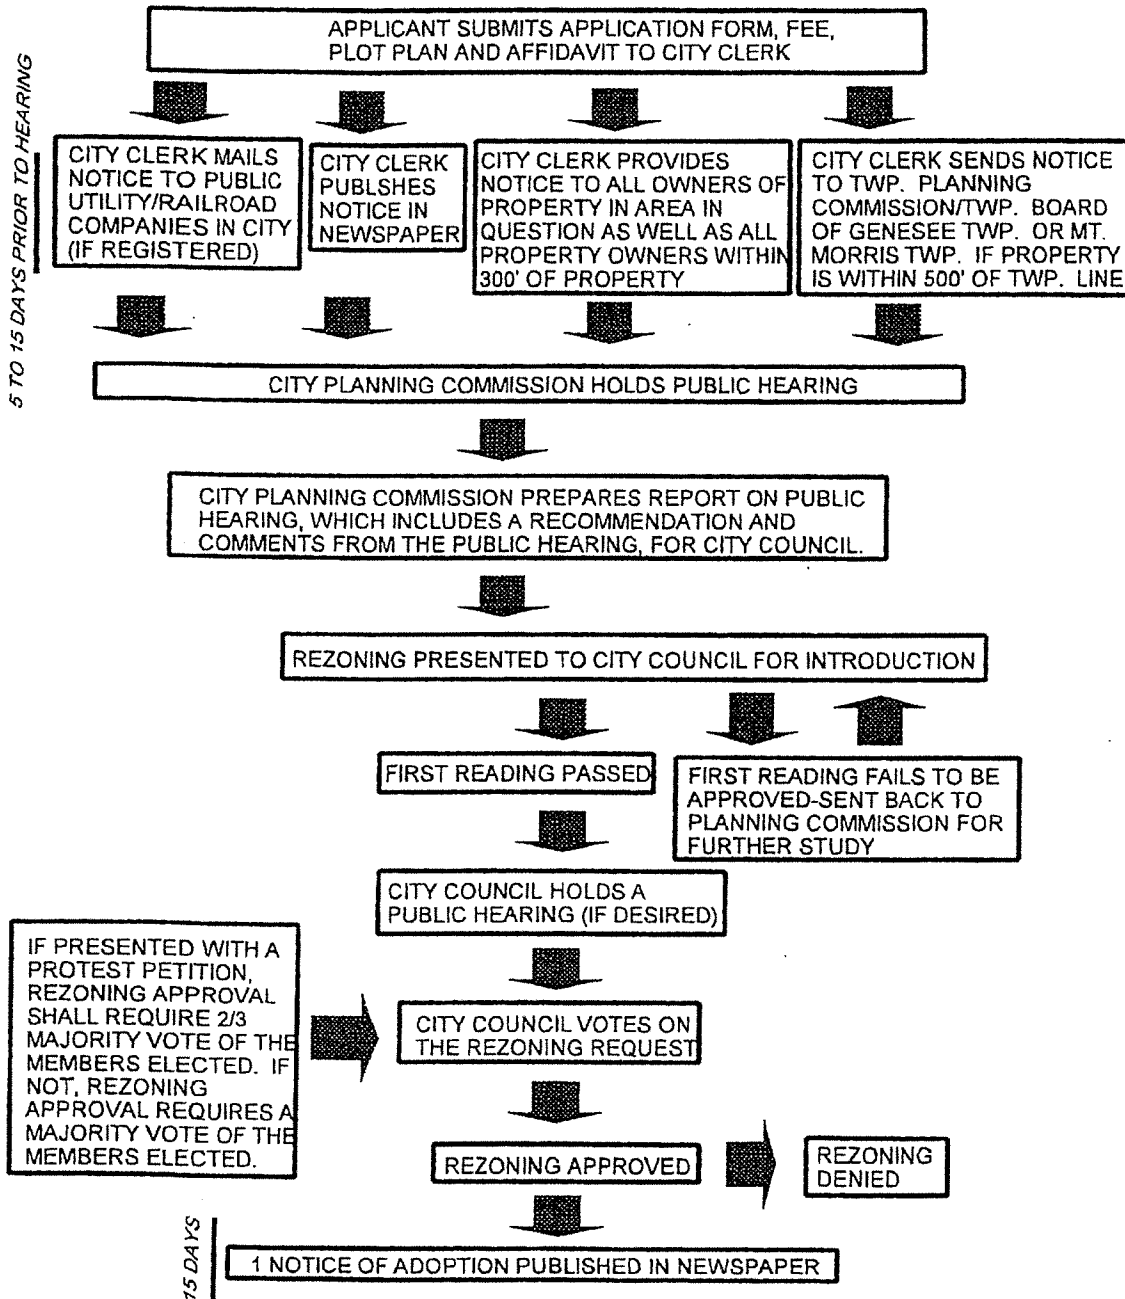 APPLICANT SUBMITS APPLICATION FORM, FEE,
PLOT PLAN AND AFFIDAVIT TO CITY CLERK
5 TO 15 DAYS PRIOR TO HEARING
CITY CLERK MAILS
NOTICE TO PUBLIC
UTILITY/RAILROAD
COMPANIES IN CITY
(IF REGISTERED)
CITY CLERK
PUBLSHES
NOTICE IN
NEWSPAPER
CITY CLERK PROVIDES
NOTICE TO ALL OWNERS OF
PROPERTY IN AREA IN
QUESTION AS WELL AS ALL
PROPERTY OWNERS WITHIN
300' OF PROPERTY
CITY CLERK SENDS NOTICE
TO TWP. PLANNING
COMMISSION/TWP. BOARD
OF GENESEE TWP. OR MT.
MORRIS TWP. IF PROPERTY
IS WITHIN 500' OF TWP. LINE
CITY PLANNING COMMISSION HOLDS PUBLIC HEARING
CITY PLANNING COMMISSION PREPARES REPORT ON PUBLIC
HEARING, WHICH INCLUDES A RECOMMENDATION AND
COMMENTS FROM THE PUBLIC HEARING, FOR CITY COUNCIL.
REZONING PRESENTED TO CITY COUNCIL FOR INTRODUCTION
FIRST READING PASSED
FIRST READING FAILS TO BE
APPROVED-SENT BACK TO
PLANNING COMMISSION FOR
FURTHER STUDY
CITY COUNCIL HOLDS A
PUBLIC HEARING (IF DESIRED)
IF PRESENTED WITH A
PROTEST PETITION,
REZONING APPROVAL
SHALL REQUIRE 2/3
MAJORITY VOTE OF THE
MEMBERS ELECTED. IF
NOT, REZONING
APPROVAL REQUIRES A
MAJORITY VOTE OF THE
MEMBERS ELECTED.
CITY COUNCIL VOTES ON
THE REZONING REQUEST
REZONING APPROVED
REZONING
DENIED
15 DAYS
1 NOTICE OF ADOPTION PUBLISHED IN NEWSPAPER